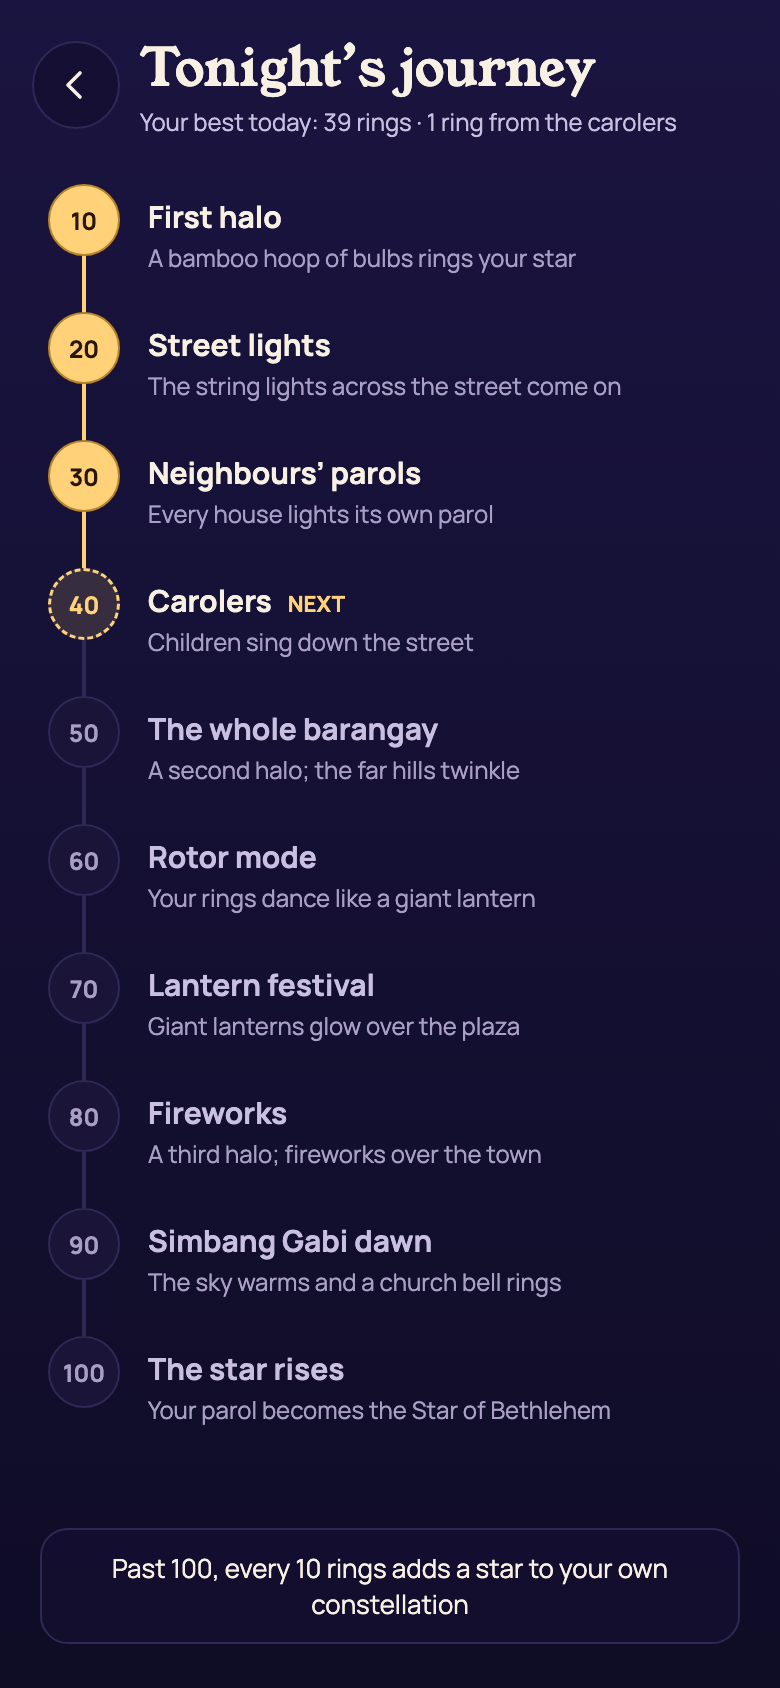 Tonight’s journey
Your best today: 39 rings · 1 ring from the carolers
10
First halo
A bamboo hoop of bulbs rings your star
20
Street lights
The string lights across the street come on
30
Neighbours’ parols
Every house lights its own parol
40
Carolers NEXT
Children sing down the street
50
The whole barangay
A second halo; the far hills twinkle
60
Rotor mode
Your rings dance like a giant lantern
70
Lantern festival
Giant lanterns glow over the plaza
80
Fireworks
A third halo; fireworks over the town
90
Simbang Gabi dawn
The sky warms and a church bell rings
100
The star rises
Your parol becomes the Star of Bethlehem
Past 100, every 10 rings adds a star to your own
constellation